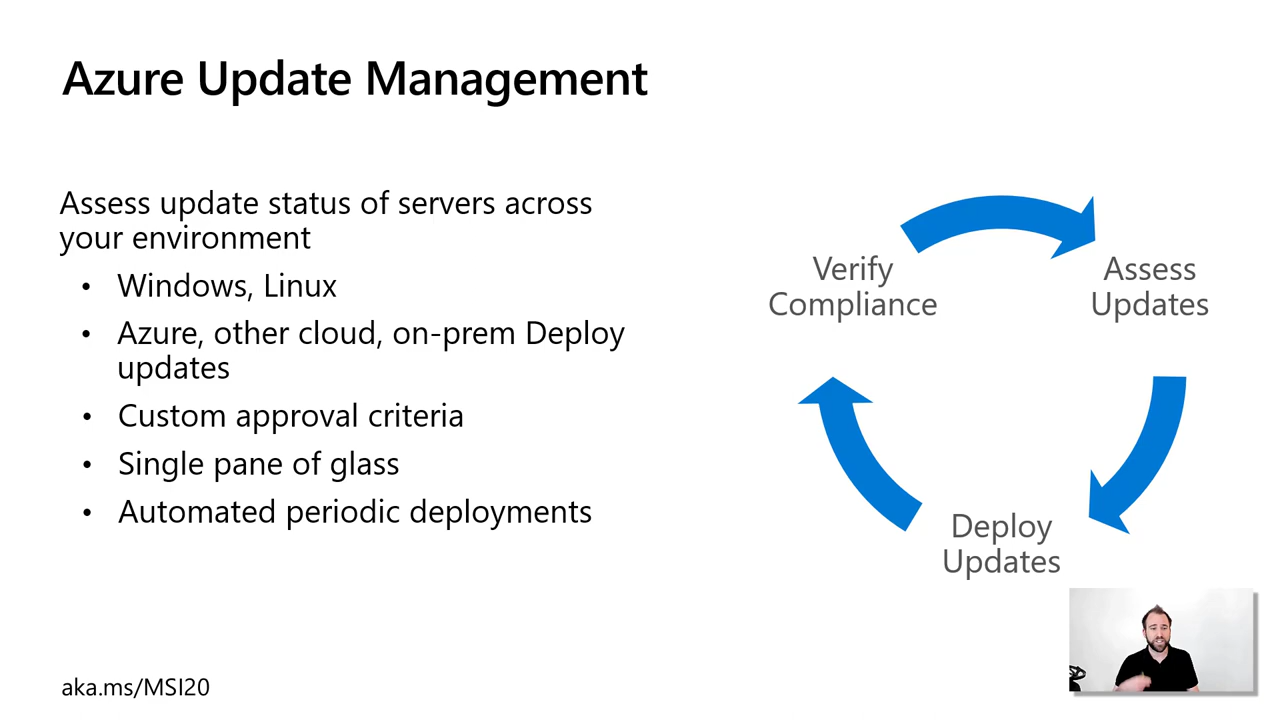 Azure Update Management
Assess update status of servers across
your environment
• Windows, Linux
• Azure, other cloud, on-prem Deploy
updates
• Custom approval criteria
• Single pane of glass
• Automated periodic deployments
Verify
Compliance
Assess
Updates
Deploy
Updates
aka.ms/MSI20